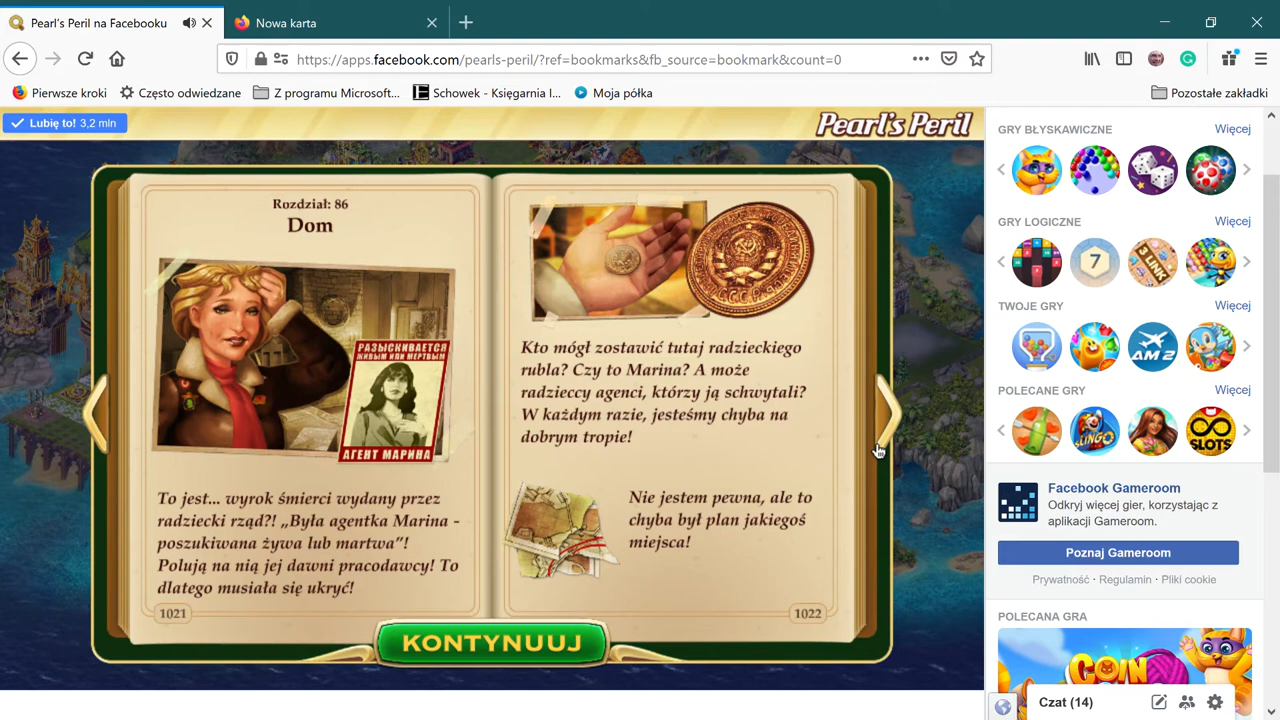 Pearl's Peril na Facebooku
Nowa karta
https://apps.facebook.com/pearls-peril/?ref=bookmarks&fb_source=bookmark&count=0
Pierwsze kroki
Często odwiedzane
Z programu Microsoft...
Schowek - Księgarnia I...
Moja półka
Pozostałe zakładki
Lubię to! 3,2 mln
Pearl's Peril
Rozdział: 86
Dom
РАЗЫСКИВАЕТСЯ
ЖИВЫМ ИЛИ МЕРТВЫМ
АГЕНТ МАРИНА
To jest... wyrok śmierci wydany przez
radziecki rząd?! „Była agentka Marina -
poszukiwana żywa lub martwa”!
Polują na nią jej dawni pracodawcy! To
dlatego musiała się ukryć!
1021
Kto mógł zostawić tutaj radzieckiego
rubla? Czy to Marina? A może
radzieccy agenci, którzy ją schwytali?
W każdym razie, jesteśmy chyba na
dobrym tropie!
Nie jestem pewna, ale to
chyba był plan jakiegoś
miejsca!
1022
KONTYNUUJ
GRY BŁYSKAWICZNE
Więcej
GRY LOGICZNE
Więcej
7
3 LINK
TWOJE GRY
Więcej
AM 2
POLECANE GRY
Więcej
SLINGO
SLOTS
Facebook Gameroom
Odkryj więcej gier, korzystając z
aplikacji Gameroom.
Poznaj Gameroom
Prywatność · Regulamin · Pliki cookie
POLECANA GRA
COIN
Czat (14)